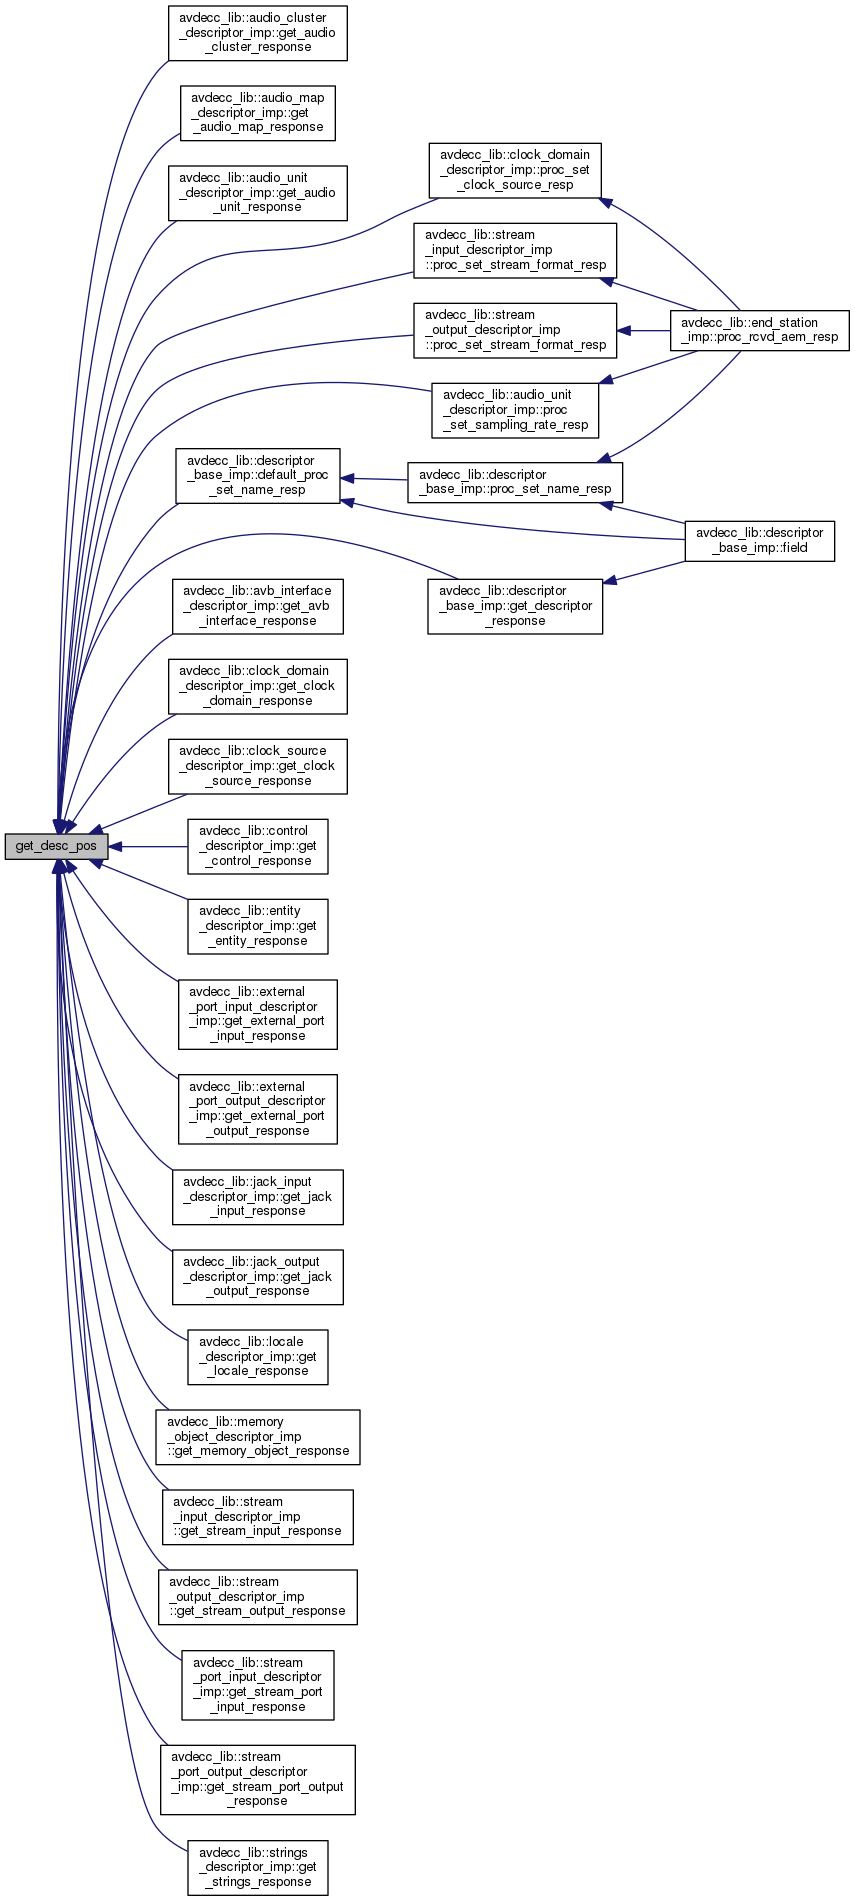 avdecc_lib::audio_cluster
_descriptor_imp::get_audio
_cluster_response
avdecc_lib::audio_map
_descriptor_imp::get
_audio_map_response
avdecc_lib::audio_unit
_descriptor_imp::get_audio
_unit_response
avdecc_lib::clock_domain
_descriptor_imp::proc_set
_clock_source_resp
avdecc_lib::stream
_input_descriptor_imp
::proc_set_stream_format_resp
avdecc_lib::stream
_output_descriptor_imp
::proc_set_stream_format_resp
avdecc_lib::end_station
_imp::proc_rcvd_aem_resp
avdecc_lib::audio_unit
_descriptor_imp::proc
_set_sampling_rate_resp
avdecc_lib::descriptor
_base_imp::default_proc
_set_name_resp
avdecc_lib::descriptor
_base_imp::proc_set_name_resp
avdecc_lib::descriptor
_base_imp::field
avdecc_lib::descriptor
_base_imp::get_descriptor
_response
avdecc_lib::avb_interface
_descriptor_imp::get_avb
_interface_response
avdecc_lib::clock_domain
_descriptor_imp::get_clock
_domain_response
avdecc_lib::clock_source
_descriptor_imp::get_clock
_source_response
get_desc_pos
avdecc_lib::control
_descriptor_imp::get
_control_response
avdecc_lib::entity
_descriptor_imp::get
_entity_response
avdecc_lib::external
_port_input_descriptor
_imp::get_external_port
_input_response
avdecc_lib::external
_port_output_descriptor
_imp::get_external_port
_output_response
avdecc_lib::jack_input
_descriptor_imp::get_jack
_input_response
avdecc_lib::jack_output
_descriptor_imp::get_jack
_output_response
avdecc_lib::locale
_descriptor_imp::get
_locale_response
avdecc_lib::memory
_object_descriptor_imp
::get_memory_object_response
avdecc_lib::stream
_input_descriptor_imp
::get_stream_input_response
avdecc_lib::stream
_output_descriptor_imp
::get_stream_output_response
avdecc_lib::stream
_port_input_descriptor
_imp::get_stream_port
_input_response
avdecc_lib::stream
_port_output_descriptor
_imp::get_stream_port_output
_response
avdecc_lib::strings
_descriptor_imp::get
_strings_response